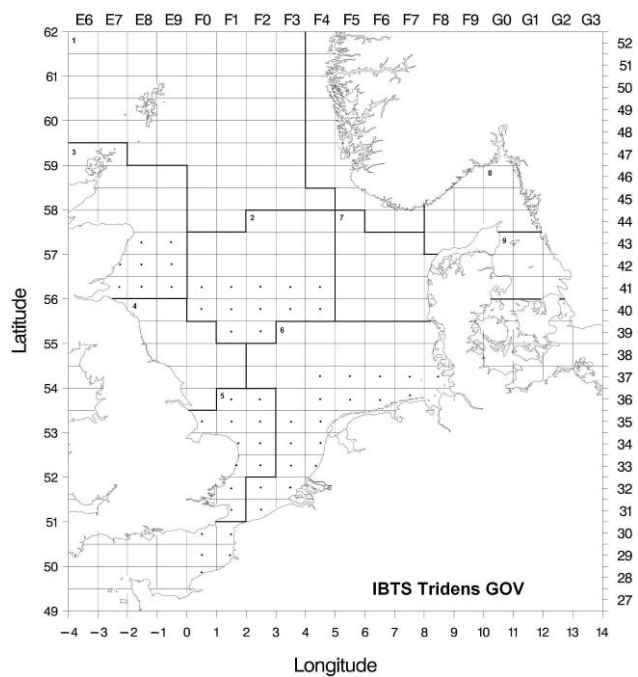 E6 E7 E8 E9 F0 F1 F2 F3 F4 F5 F6 F7 F8 F9 G0 G1 G2 G3
62 1 52
61 51
50
60 49
48
3 47
59 8 46
45
58 2 7 44
9 43
57 42
41
56 4 40
39
55 6 38
37
54 5 36
35
53 34
33
52 32
31
51 30
29
50 28
IBTS Tridens GOV
49 27
−4 −3 −2 −1 0 1 2 3 4 5 6 7 8 9 10 11 12 13 14
Latitude
Longitude